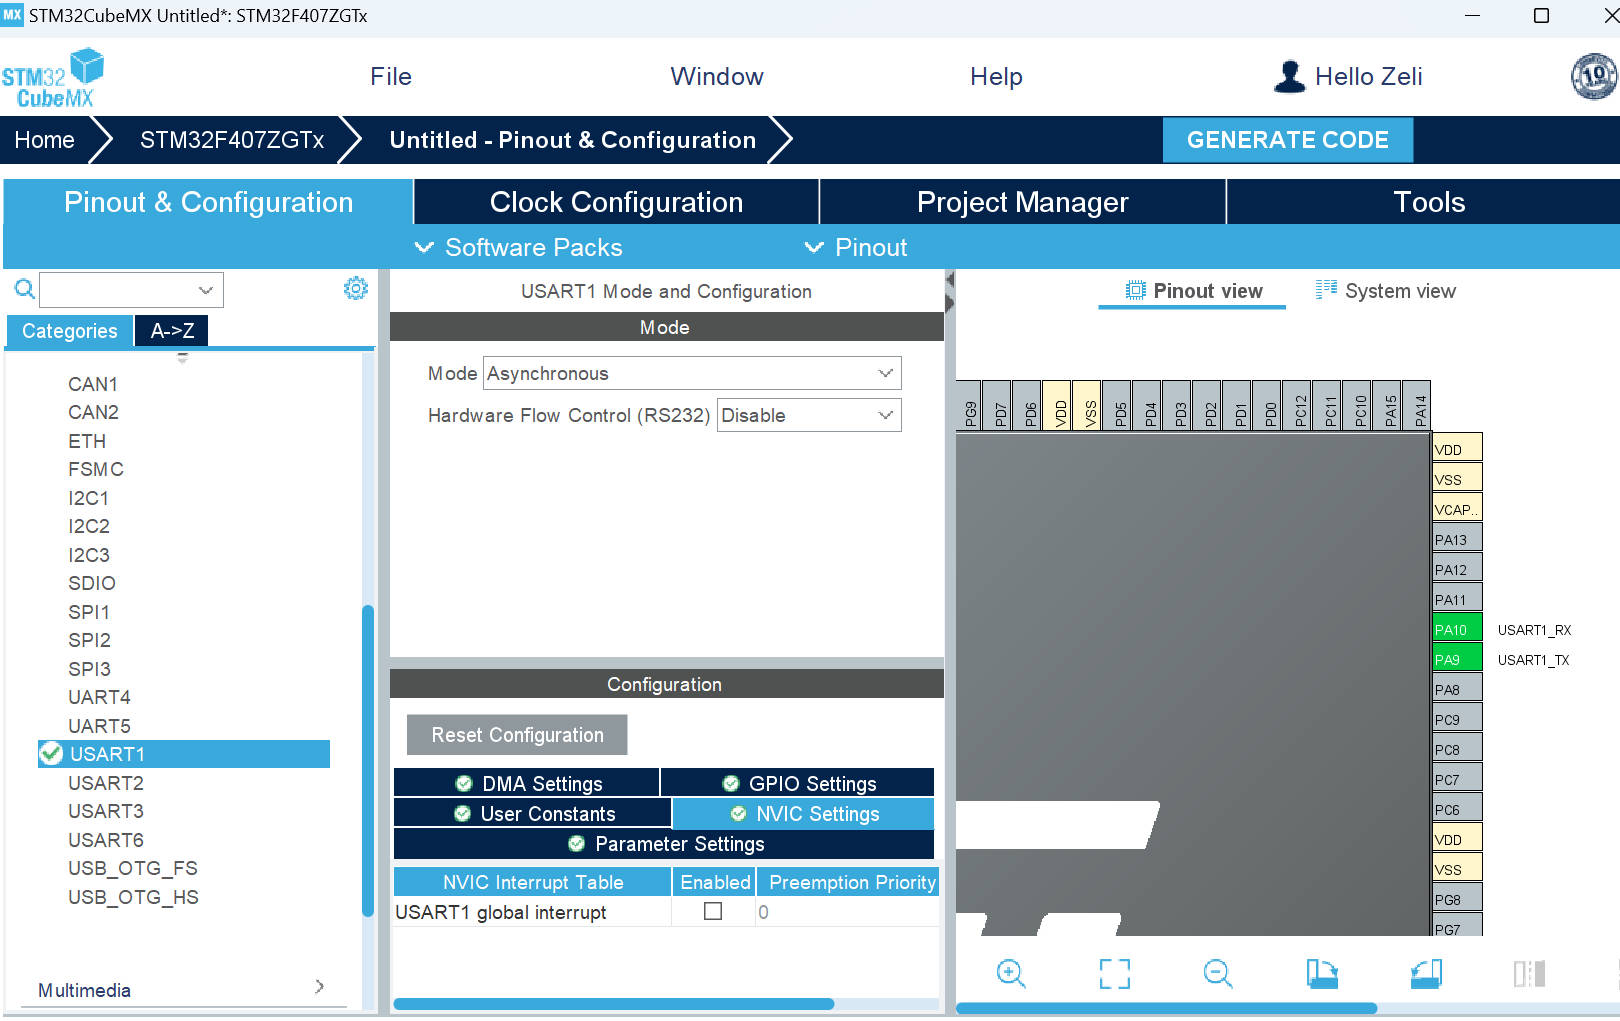 MX STM32CubeMX Untitled*: STM32F407ZGTx
STM32
CubeMX
File
Window
Help
Hello Zeli
10
Home
STM32F407ZGTx
Untitled - Pinout & Configuration
GENERATE CODE
Pinout & Configuration
Clock Configuration
Project Manager
Tools
Software Packs
Pinout
Categories
A->Z
CAN1
CAN2
ETH
FSMC
I2C1
I2C2
I2C3
SDIO
SPI1
SPI2
SPI3
UART4
UART5
USART1
USART2
USART3
USART6
USB_OTG_FS
USB_OTG_HS
Multimedia
USART1 Mode and Configuration
Mode
Mode Asynchronous
Hardware Flow Control (RS232) Disable
Configuration
Reset Configuration
DMA Settings
GPIO Settings
User Constants
NVIC Settings
Parameter Settings
NVIC Interrupt Table
Enabled
Preemption Priority
USART1 global interrupt
0
Pinout view
System view
PG9
PD7
PD6
VDD
VSS
PD5
PD4
PD3
PD2
PD1
PD0
PC12
PC11
PC10
PA15
PA14
VDD
VSS
VCAP..
PA13
PA12
PA11
PA10 USART1_RX
PA9 USART1_TX
PA8
PC9
PC8
PC7
PC6
VDD
VSS
PG8
PG7